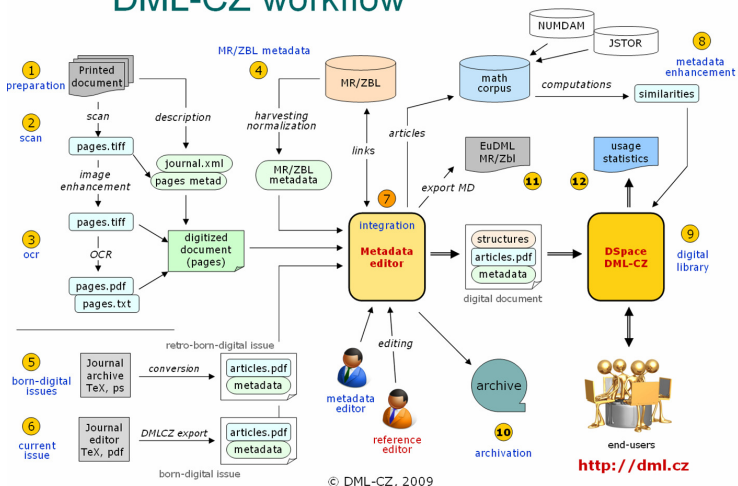 DML-CZ workflow
NUMDAM
JSTOR
8
metadata
enhancement
1
preparation
Printed
document
MR/ZBL metadata
4
MR/ZBL
math
corpus
computations
similarities
2
scan
scan
description
harvesting
normalization
links
articles
pages.tiff
journal.xml
pages metad
image
enhancement
MR/ZBL
metadata
EuDML
MR/Zbl
11
12
usage
statistics
export MD
7
3
ocr
pages.tiff
OCR
digitized
document
(pages)
integration
Metadata
editor
structures
articles.pdf
metadata
digital document
DSpace
DML-CZ
9
digital
library
pages.pdf
pages.txt
retro-born-digital issue
5
born-digital
issues
Journal
archive
TeX, ps
conversion
articles.pdf
metadata
editing
metadata
editor
reference
editor
archive
10
archivation
end-users
http://dml.cz
6
current
issue
Journal
editor
TeX, pdf
DMLCZ export
articles.pdf
metadata
born-digital issue
© DML-CZ, 2009